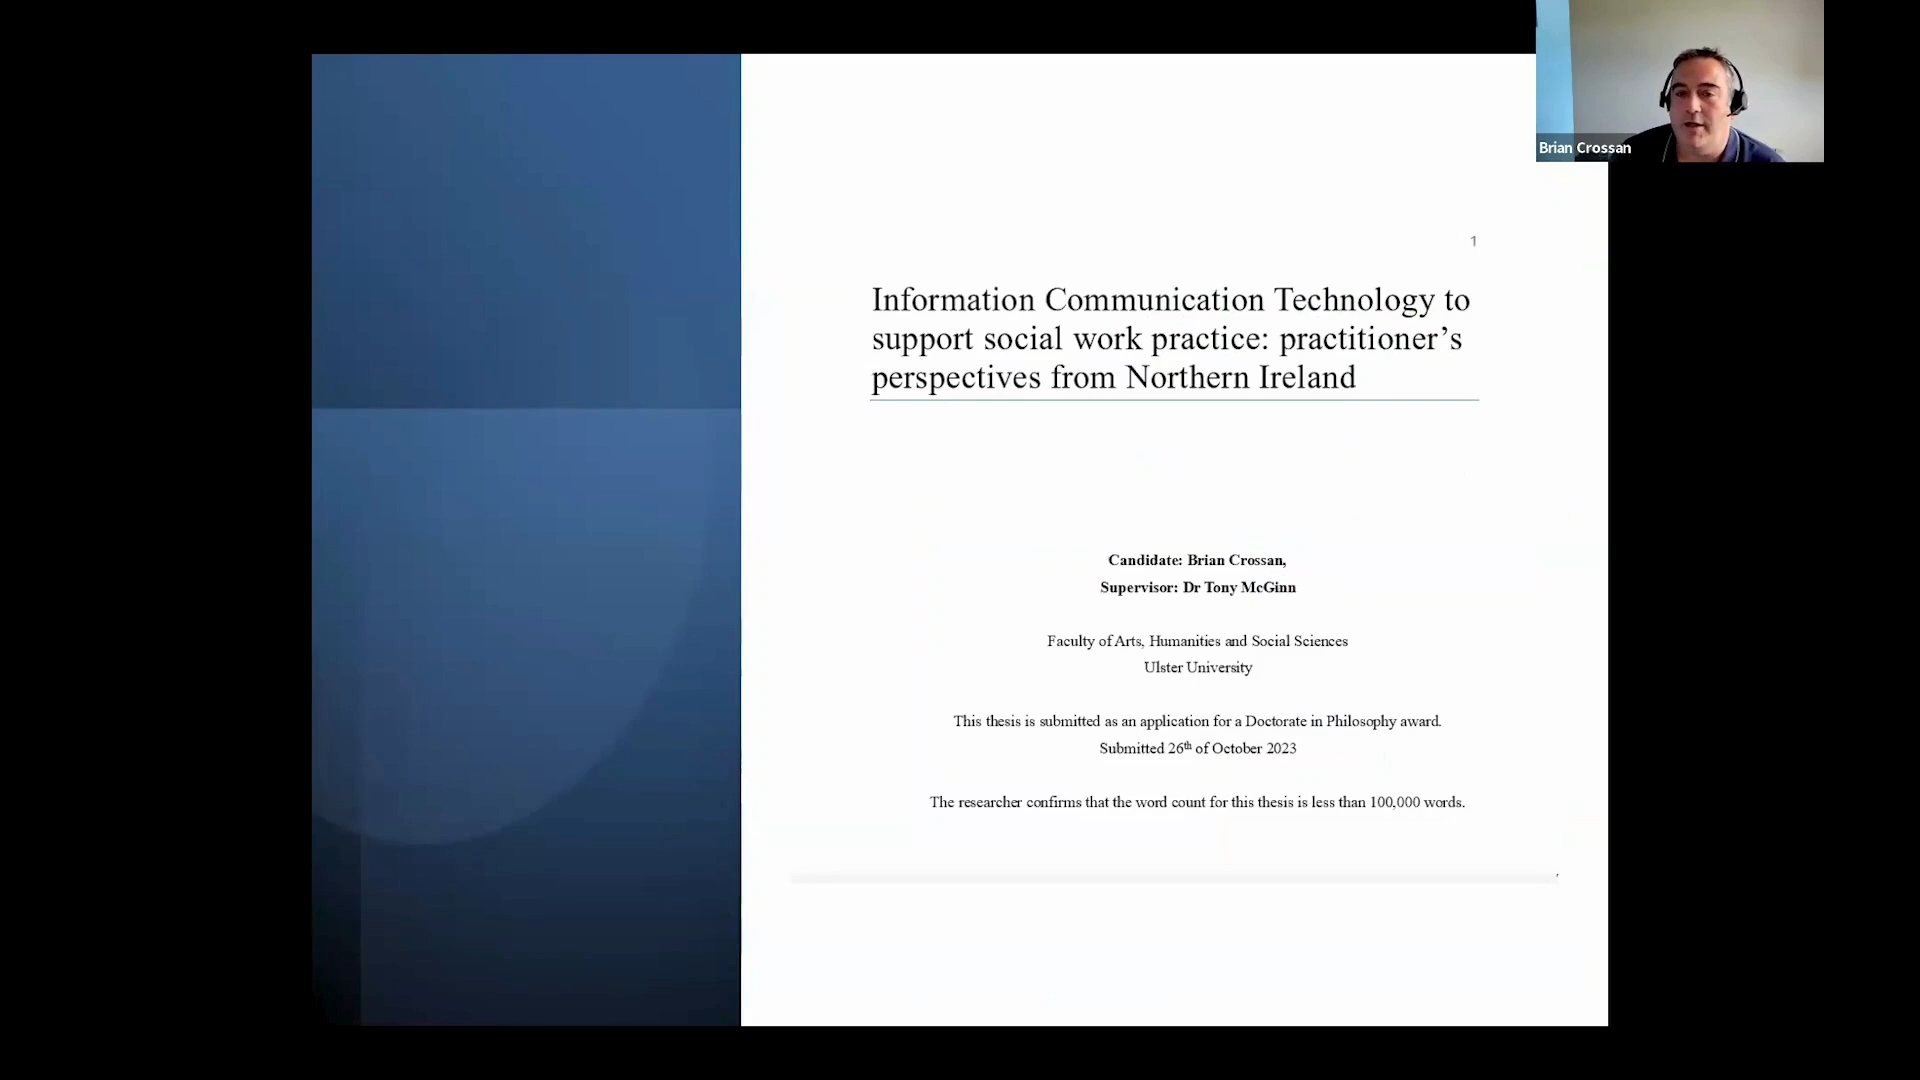 Brian Crossan
1
Information Communication Technology to
support social work practice: practitioner’s
perspectives from Northern Ireland
Candidate: Brian Crossan,
Supervisor: Dr Tony McGinn
Faculty of Arts, Humanities and Social Sciences
Ulster University
This thesis is submitted as an application for a Doctorate in Philosophy award.
Submitted 26th of October 2023
The researcher confirms that the word count for this thesis is less than 100,000 words.